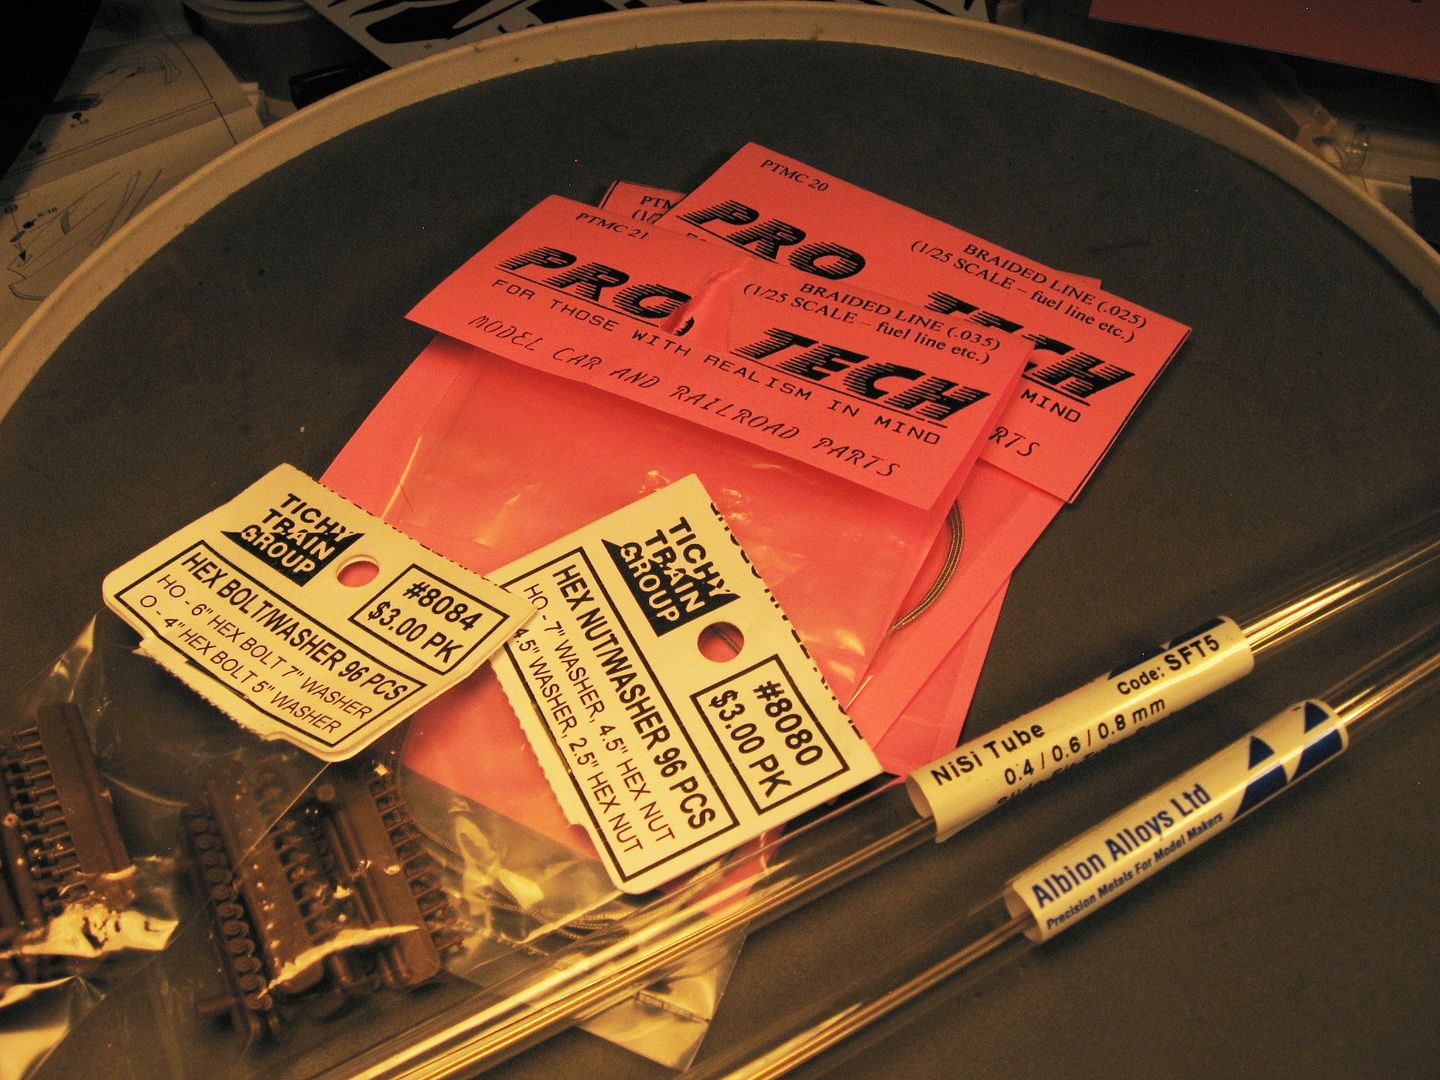 PTMC 20
PRO TECH
BRAIDED LINE (.025)
(1/25 SCALE – fuel line etc.)
MIND
RTS
PTM
PTMC 21
PRO TECH
BRAIDED LINE (.035)
(1/25 SCALE – fuel line etc.)
FOR THOSE WITH REALISM IN MIND
MODEL CAR AND RAILROAD PARTS
TICHY
TRAIN
GROUP
#8084
$3.00 PK
HEX BOLT/WASHER 96 PCS
HO - 6" HEX BOLT 7" WASHER
O - 4" HEX BOLT 5" WASHER
TICHY
TRAIN
GROUP
#8080
$3.00 PK
HEX NUT/WASHER 96 PCS
HO - 7" WASHER, 4.5" HEX NUT
4.5" WASHER, 2.5" HEX NUT
Code: SFT5
NiSi Tube
0.4 / 0.6 / 0.8 mm
Albion Alloys Ltd
Precision Metals For Model Makers
X-18
X-18